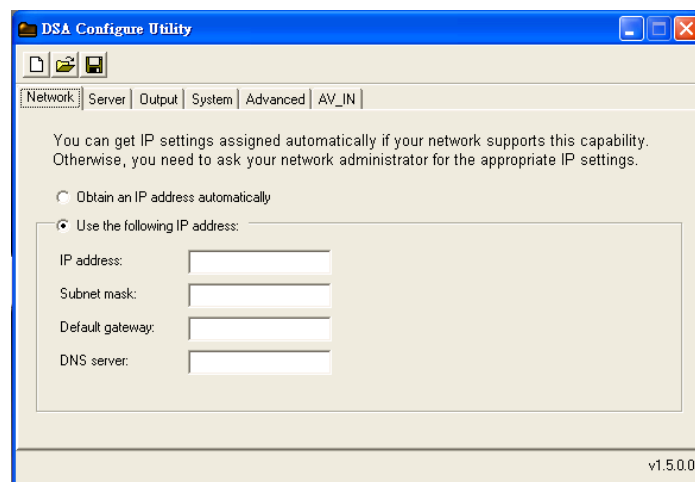 DSA Configure Utility
Network Server Output System Advanced AV_IN
You can get IP settings assigned automatically if your network supports this capability.
Otherwise, you need to ask your network administrator for the appropriate IP settings.
Obtain an IP address automatically
Use the following IP address:
IP address:
Subnet mask:
Default gateway:
DNS server:
v1.5.0.0